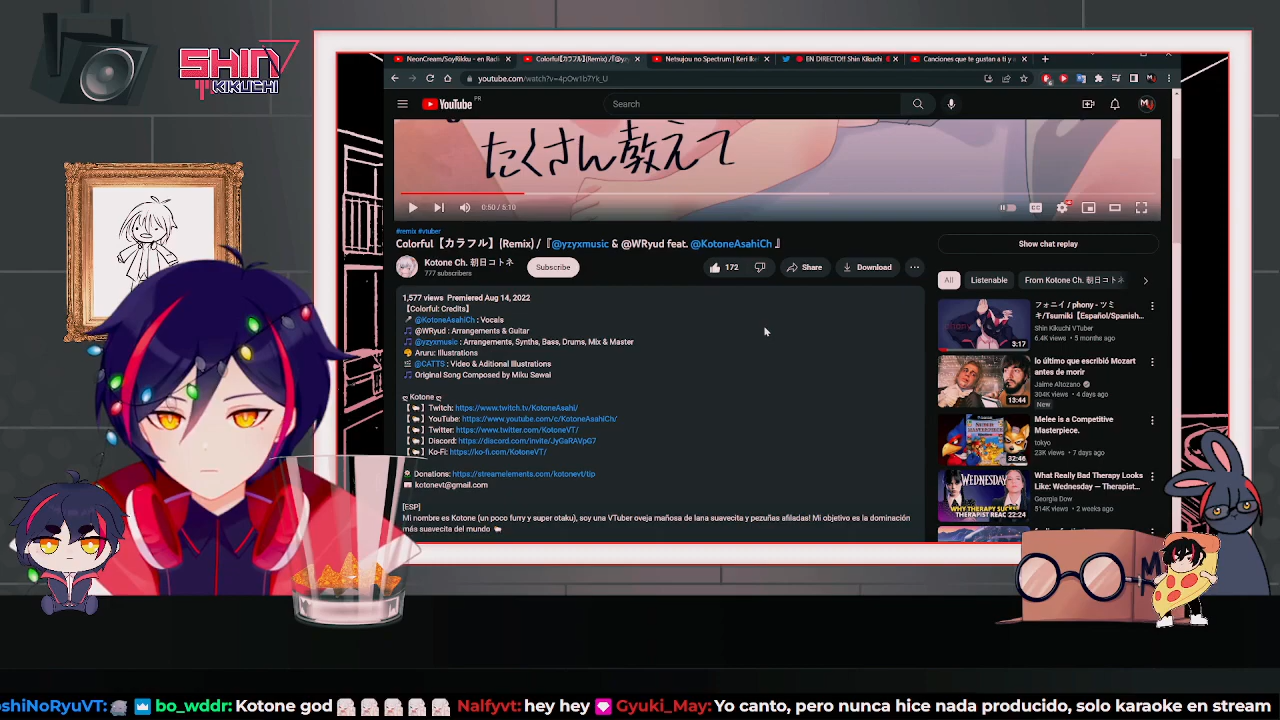 SHIN
KIKUCHI
NeonCream/SoyRikku - en Radi
Colorful【カラフル】(Remix) /『@yzy
Netsujou no Spectrum | Keri Ikel
EN DIRECTO!! Shin Kikuchi
Canciones que te gustan a ti y
youtube.com/watch?v=4pOw1b7Yk_U
YouTube PR
Search
たくさん教えて
0:50 / 5:10
#remix #vtuber
Colorful【カラフル】(Remix) /『@yzyxmusic & @WRyud feat. @KotoneAsahiCh 』
Show chat replay
Kotone Ch. 朝日コトネ
777 subscribers
Subscribe
172
Share
Download
All
Listenable
From Kotone Ch. 朝日コトネ
1,577 views Premiered Aug 14, 2022
【Colorful: Credits】
@KotoneAsahiCh : Vocals
@WRyud : Arrangements & Guitar
@yzyxmusic : Arrangements, Synths, Bass, Drums, Mix & Master
Aruru: Illustrations
@CATTS : Video & Aditional Illustrations
Original Song Composed by Miku Sawai
ღ Kotone ღ
Twitch: https://www.twitch.tv/KotoneAsahi/
YouTube: https://www.youtube.com/c/KotoneAsahiCh/
Twitter: https://www.twitter.com/KotoneVT/
Discord: https://discord.com/invite/JyGaRAVpG7
Ko-Fi: https://ko-fi.com/KotoneVT/
Donations: https://streamelements.com/kotonevt/tip
kotonevt@gmail.com
[ESP]
Mi nombre es Kotone (un poco furry y super otaku), soy una VTuber oveja mañosa de lana suavecita y pezuñas afiladas! Mi objetivo es la dominación
más suavecita del mundo
フォニイ / phony - ツミ
キ/Tsumiki【Español/Spanish...
Shin Kikuchi VTuber
6.4K views • 5 months ago
3:17
lo último que escribió Mozart
antes de morir
Jaime Altozano
304K views • 4 days ago
New
13:44
Melee is a Competitive
Masterpiece.
tokyo
23K views • 7 days ago
32:46
What Really Bad Therapy Looks
Like: Wednesday — Therapist...
Georgia Dow
514K views • 2 weeks ago
WEDNESDAY
WHY THERAPY SUCKS
THERAPIST REAC
22:24
oshiNoRyuVT: bo_wddr: Kotone god Nalfyvt: hey hey Gyuki_May: Yo canto, pero nunca hice nada producido, solo karaoke en stream